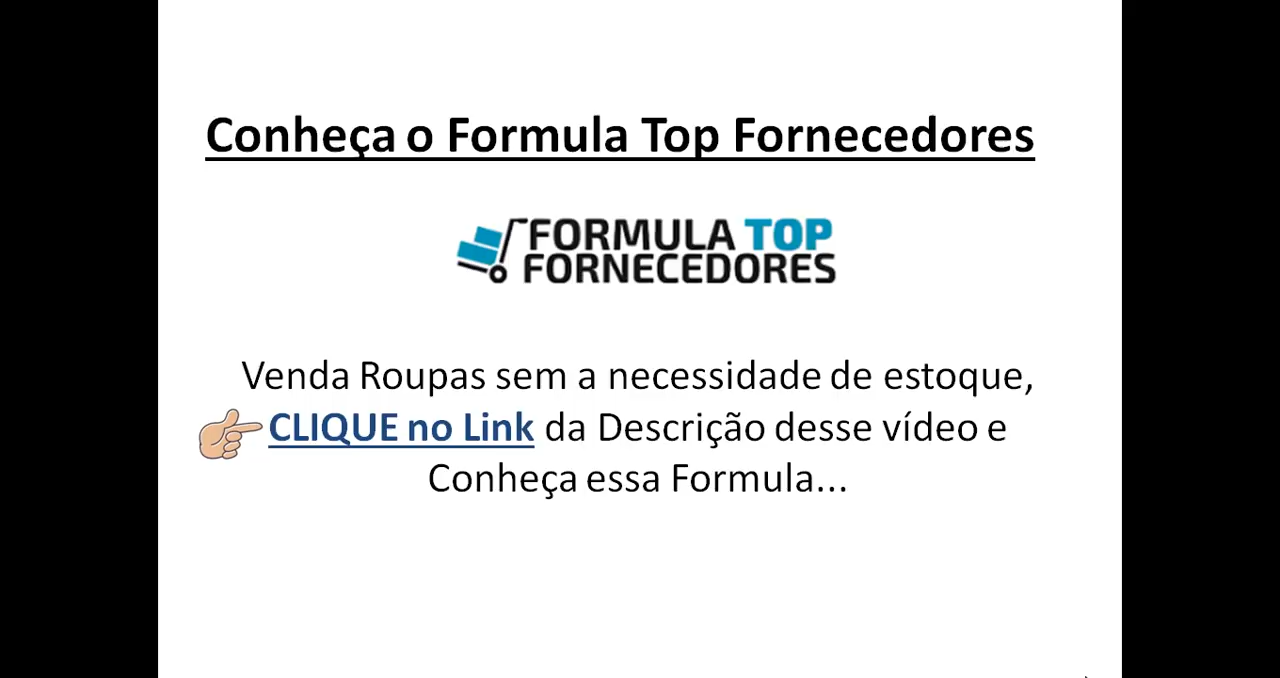 Conheça o Formula Top Fornecedores
FORMULA TOP
FORNECEDORES
Venda Roupas sem a necessidade de estoque,
CLIQUE no Link da Descrição desse vídeo e
Conheça essa Formula...